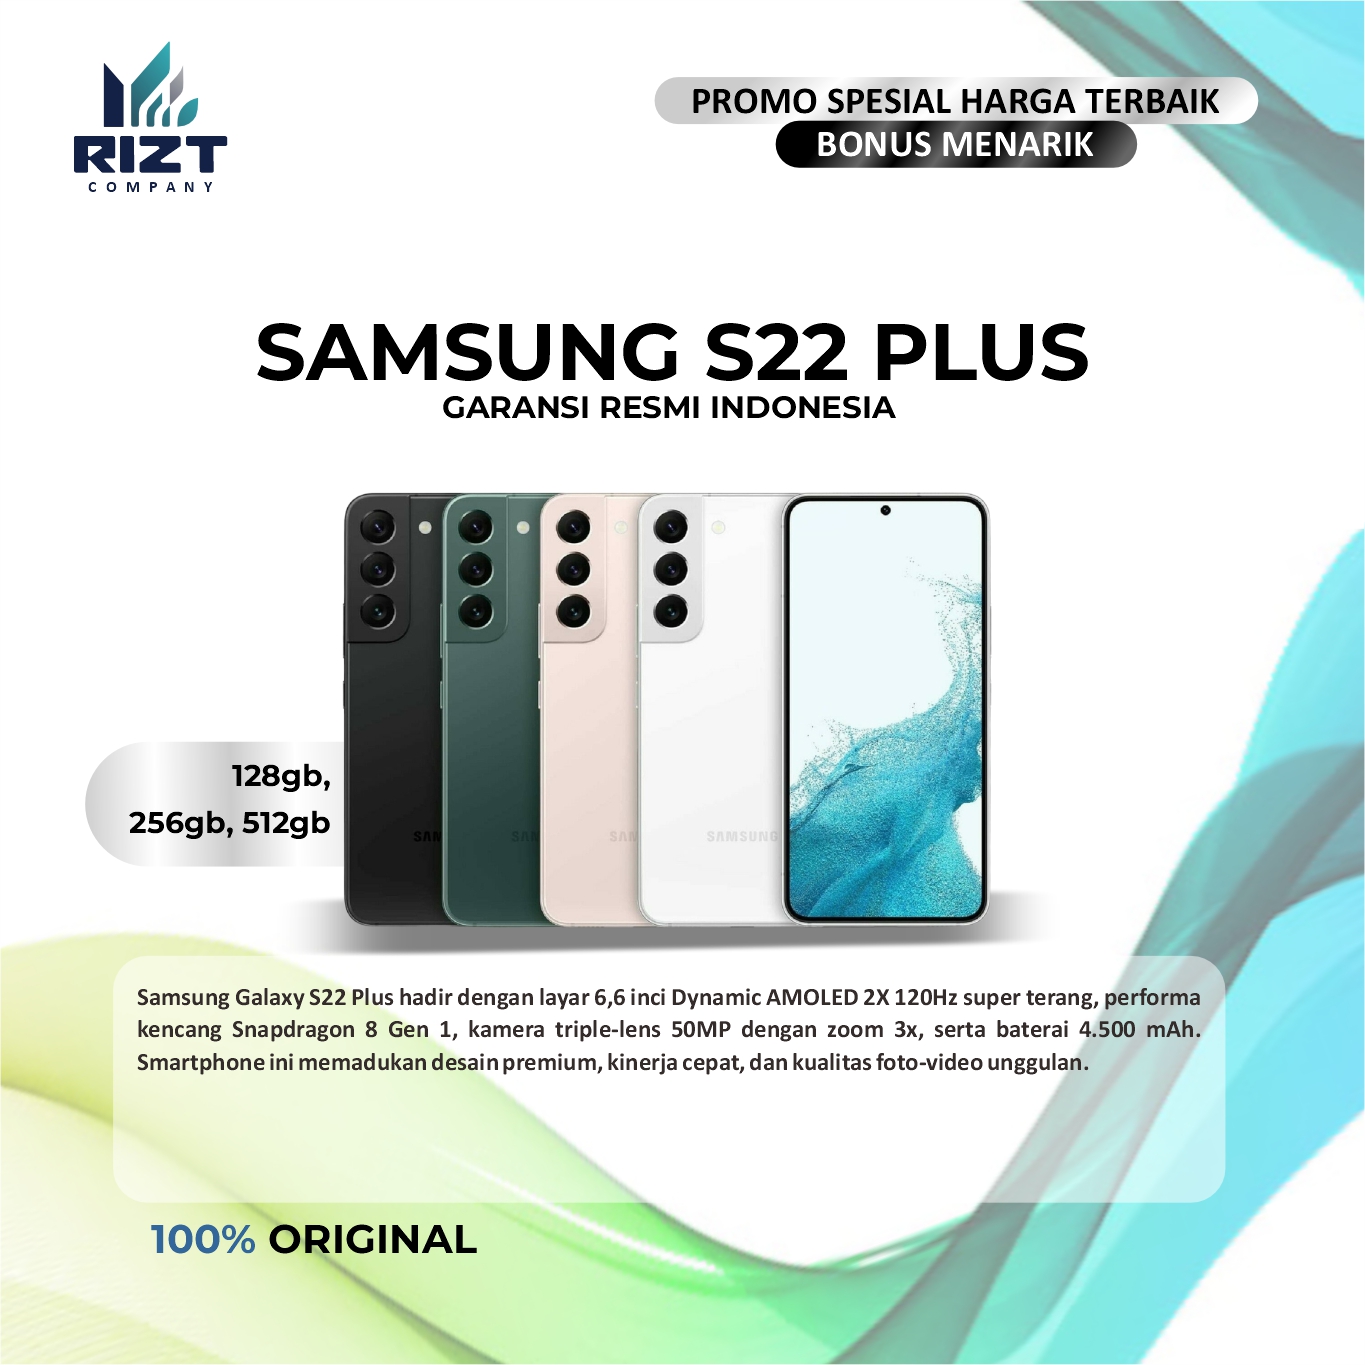 RIZT
COMPANY
PROMO SPESIAL HARGA TERBAIK
BONUS MENARIK
SAMSUNG S22 PLUS
GARANSI RESMI INDONESIA
128gb,
256gb, 512gb
SAM
SAM
SAM
SAMSUNG
Samsung Galaxy S22 Plus hadir dengan layar 6,6 inci Dynamic AMOLED 2X 120Hz super terang, performa
kencang Snapdragon 8 Gen 1, kamera triple-lens 50MP dengan zoom 3x, serta baterai 4.500 mAh.
Smartphone ini memadukan desain premium, kinerja cepat, dan kualitas foto-video unggulan.
100% ORIGINAL